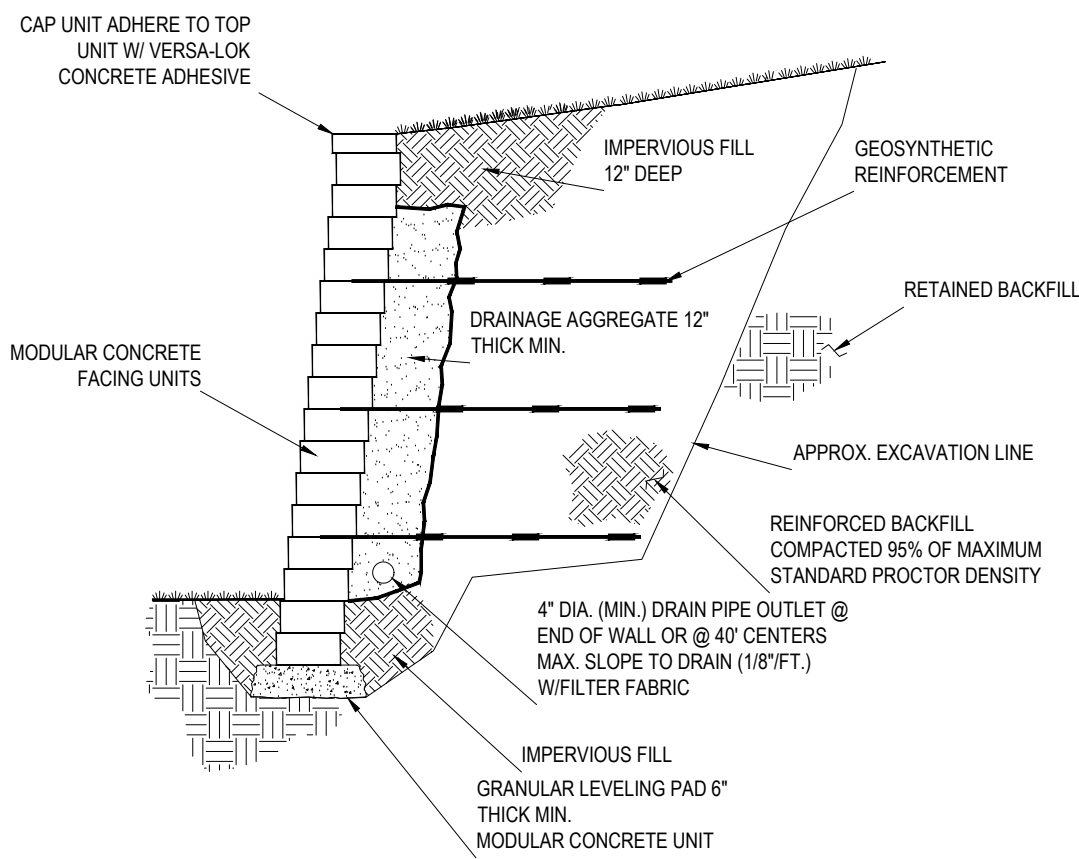 CAP UNIT ADHERE TO TOP
UNIT W/ VERSA-LOK
CONCRETE ADHESIVE
IMPERVIOUS FILL
12" DEEP
GEOSYNTHETIC
REINFORCEMENT
RETAINED BACKFILL
DRAINAGE AGGREGATE 12"
THICK MIN.
MODULAR CONCRETE
FACING UNITS
APPROX. EXCAVATION LINE
REINFORCED BACKFILL
COMPACTED 95% OF MAXIMUM
STANDARD PROCTOR DENSITY
4" DIA. (MIN.) DRAIN PIPE OUTLET @
END OF WALL OR @ 40' CENTERS
MAX. SLOPE TO DRAIN (1/8"/FT.)
W/FILTER FABRIC
IMPERVIOUS FILL
GRANULAR LEVELING PAD 6"
THICK MIN.
MODULAR CONCRETE UNIT